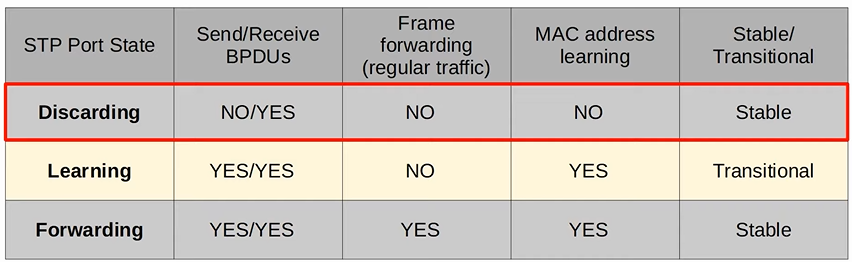 STP Port State Send/Receive BPDUs Frame forwarding (regular traffic) MAC address learning Stable/ Transitional
Discarding NO/YES NO NO Stable
Learning YES/YES NO YES Transitional
Forwarding YES/YES YES YES Stable